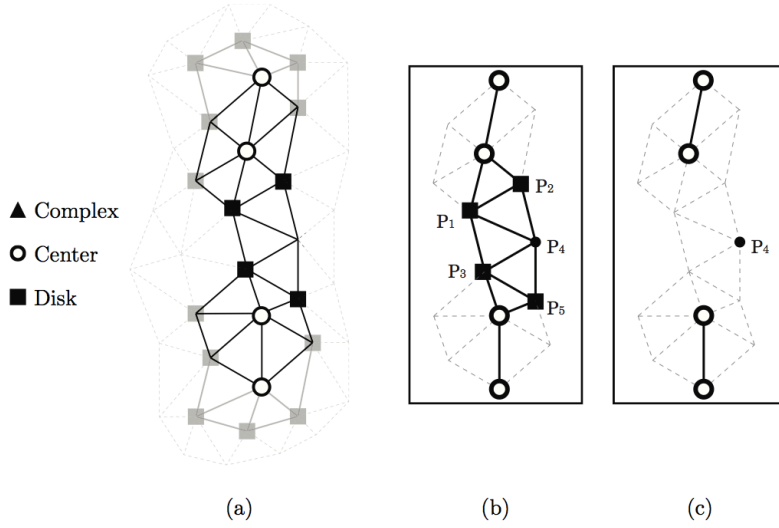 Complex
Center
Disk
P₂
P₁
P₄
P₃
P₅
P₄
(a)
(b)
(c)